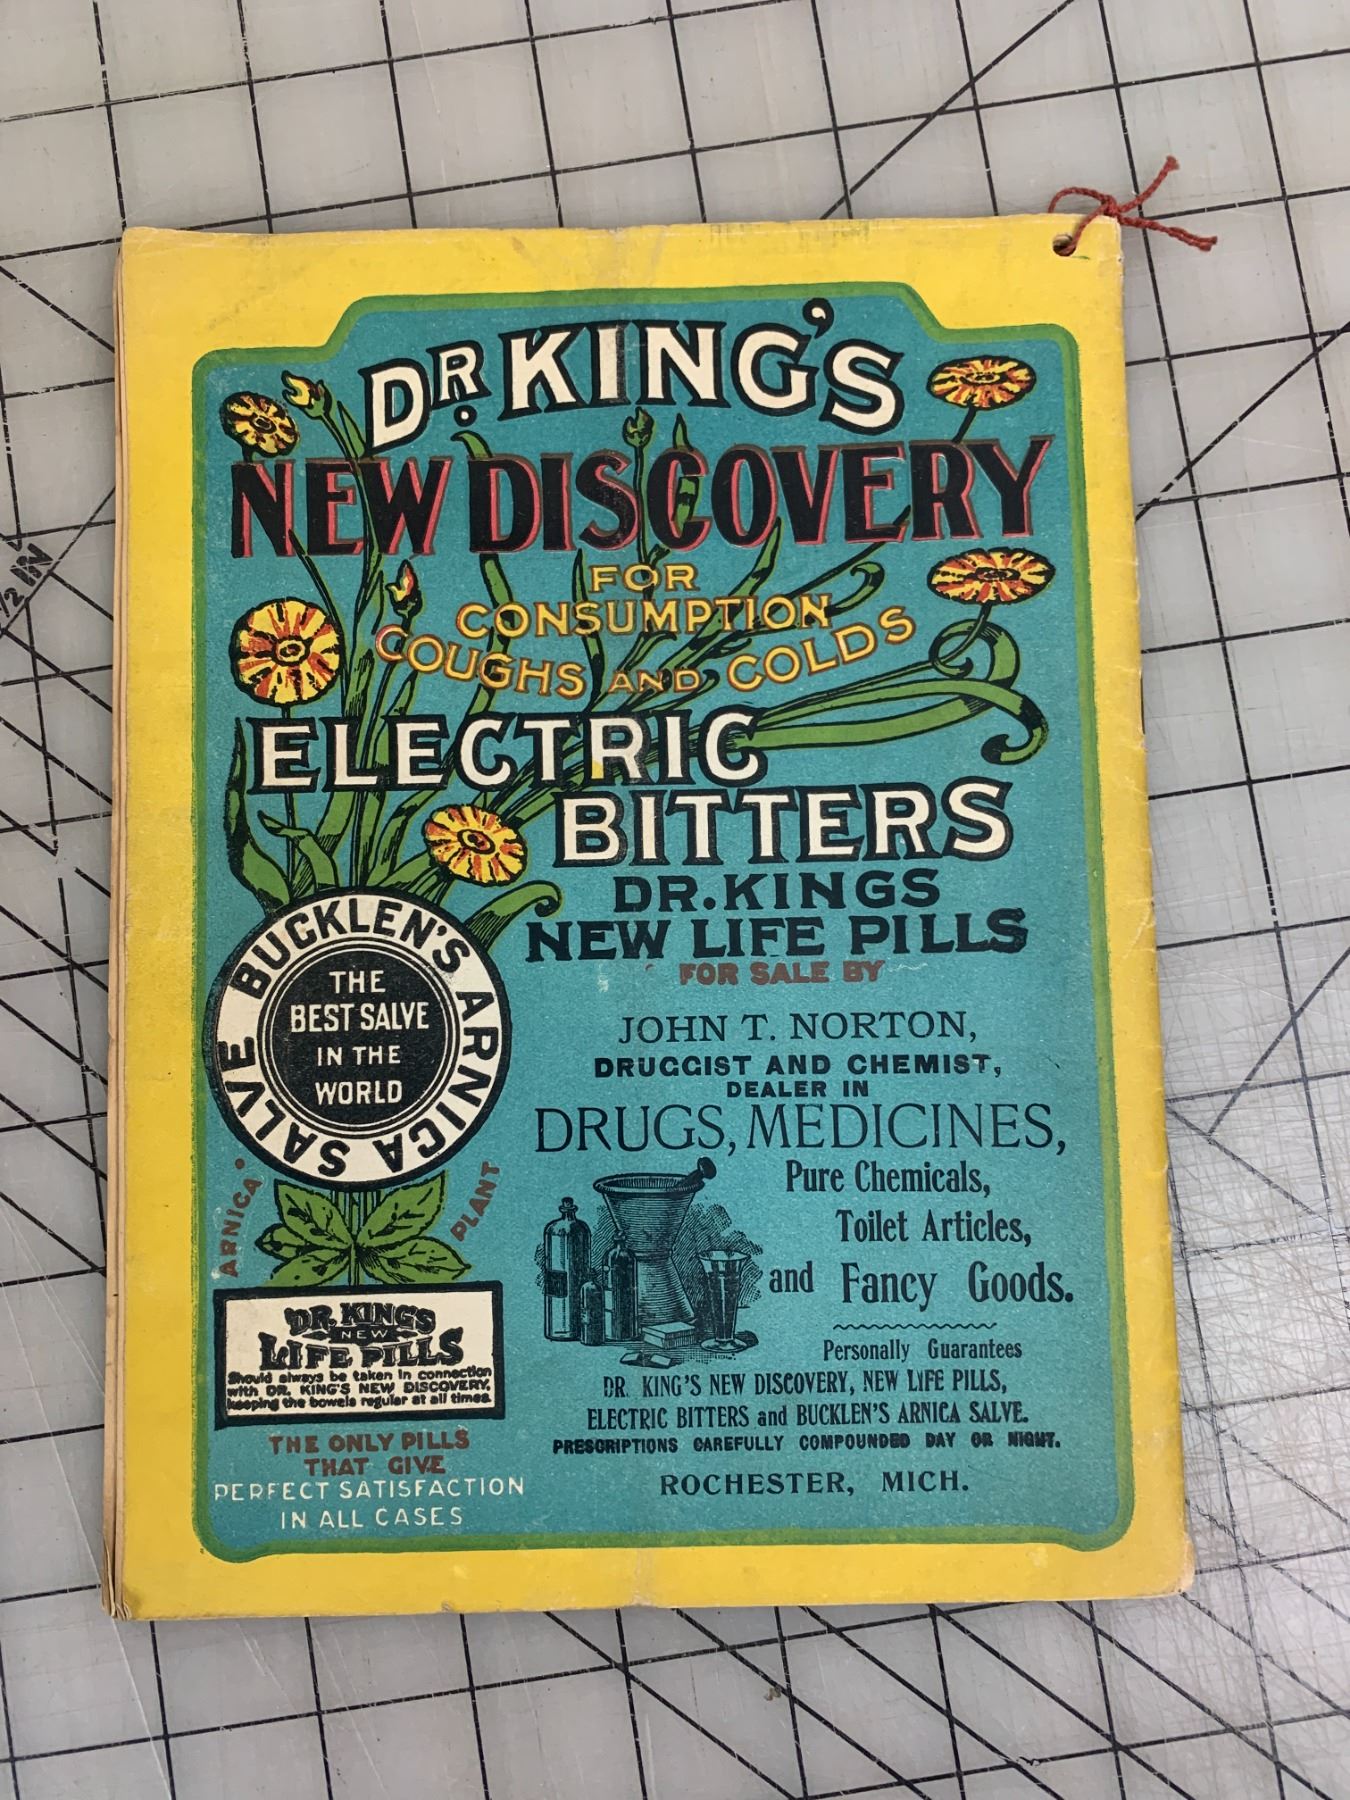 DR. KING'S
NEW DISCOVERY
FOR
CONSUMPTION
COUGHS AND COLDS
ELECTRIC
BITTERS
DR. KINGS
NEW LIFE PILLS
FOR SALE BY
JOHN T. NORTON,
DRUGGIST AND CHEMIST,
DEALER IN
DRUGS, MEDICINES,
Pure Chemicals,
Toilet Articles,
and Fancy Goods.
Personally Guarantees
DR. KING'S NEW DISCOVERY, NEW LIFE PILLS,
ELECTRIC BITTERS and BUCKLEN'S ARNICA SALVE.
PRESCRIPTIONS CAREFULLY COMPOUNDED DAY OR NIGHT.
ROCHESTER, MICH.
BUCKLEN'S ARNICA SALVE
THE
BEST SALVE
IN THE
WORLD
ARNICA PLANT
DR. KING'S
NEW
LIFE PILLS
Should always be taken in connection
with DR. KING'S NEW DISCOVERY,
keeping the bowels regular at all times.
THE ONLY PILLS
THAT GIVE
PERFECT SATISFACTION
IN ALL CASES
1/2 IN